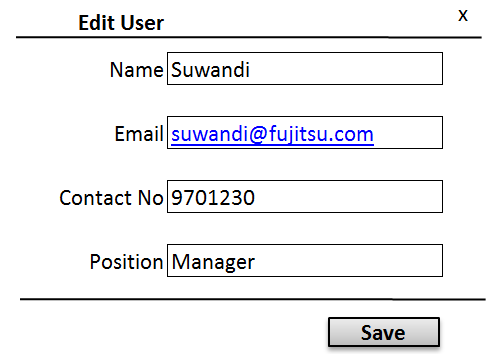 Edit User x
Name Suwandi
Email suwandi@fujitsu.com
Contact No 9701230
Position Manager
Save